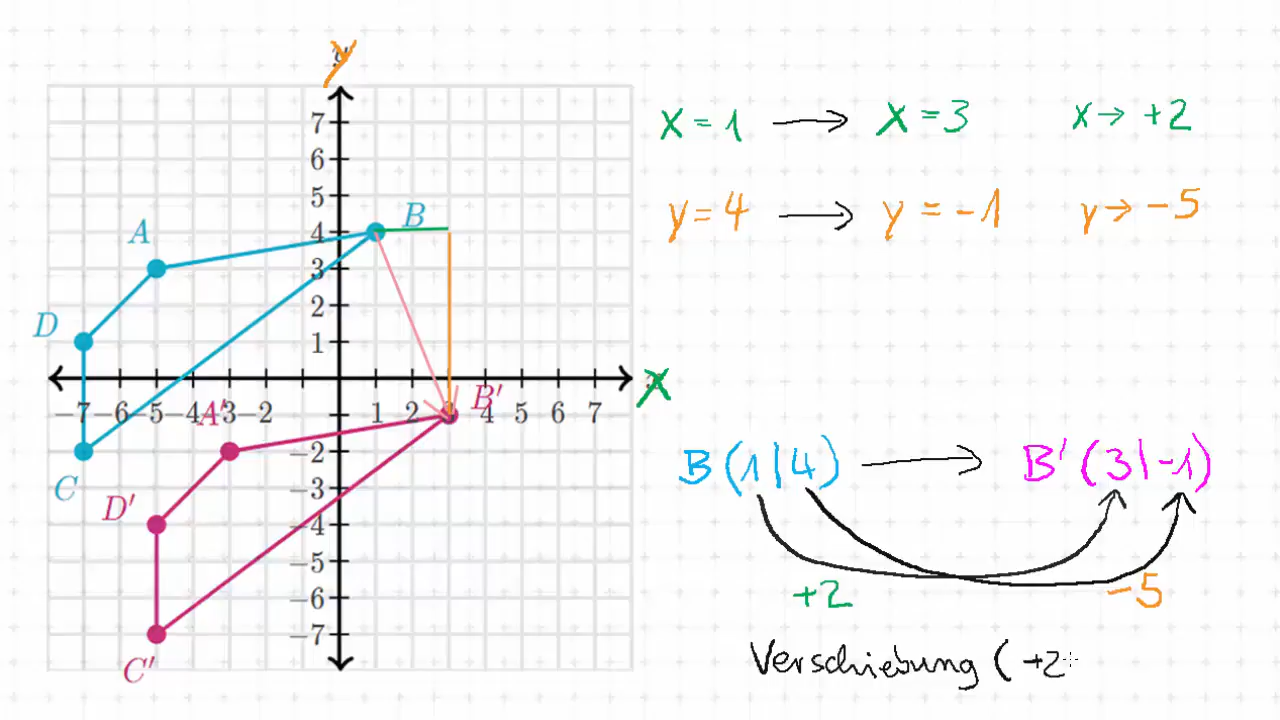 y
7
6
5
4
3
2
1
-7 -6 -5 -4 -3 -2 1 2 3 4 5 6 7
-2
-3
-4
-5
-6
-7
x
A
B
D
C
A'
B'
D'
C'
x = 1 → x = 3 x → +2
y = 4 → y = -1 y → -5
B (1|4) → B' (3|-1)
+2 -5
Verschiebung ( +2